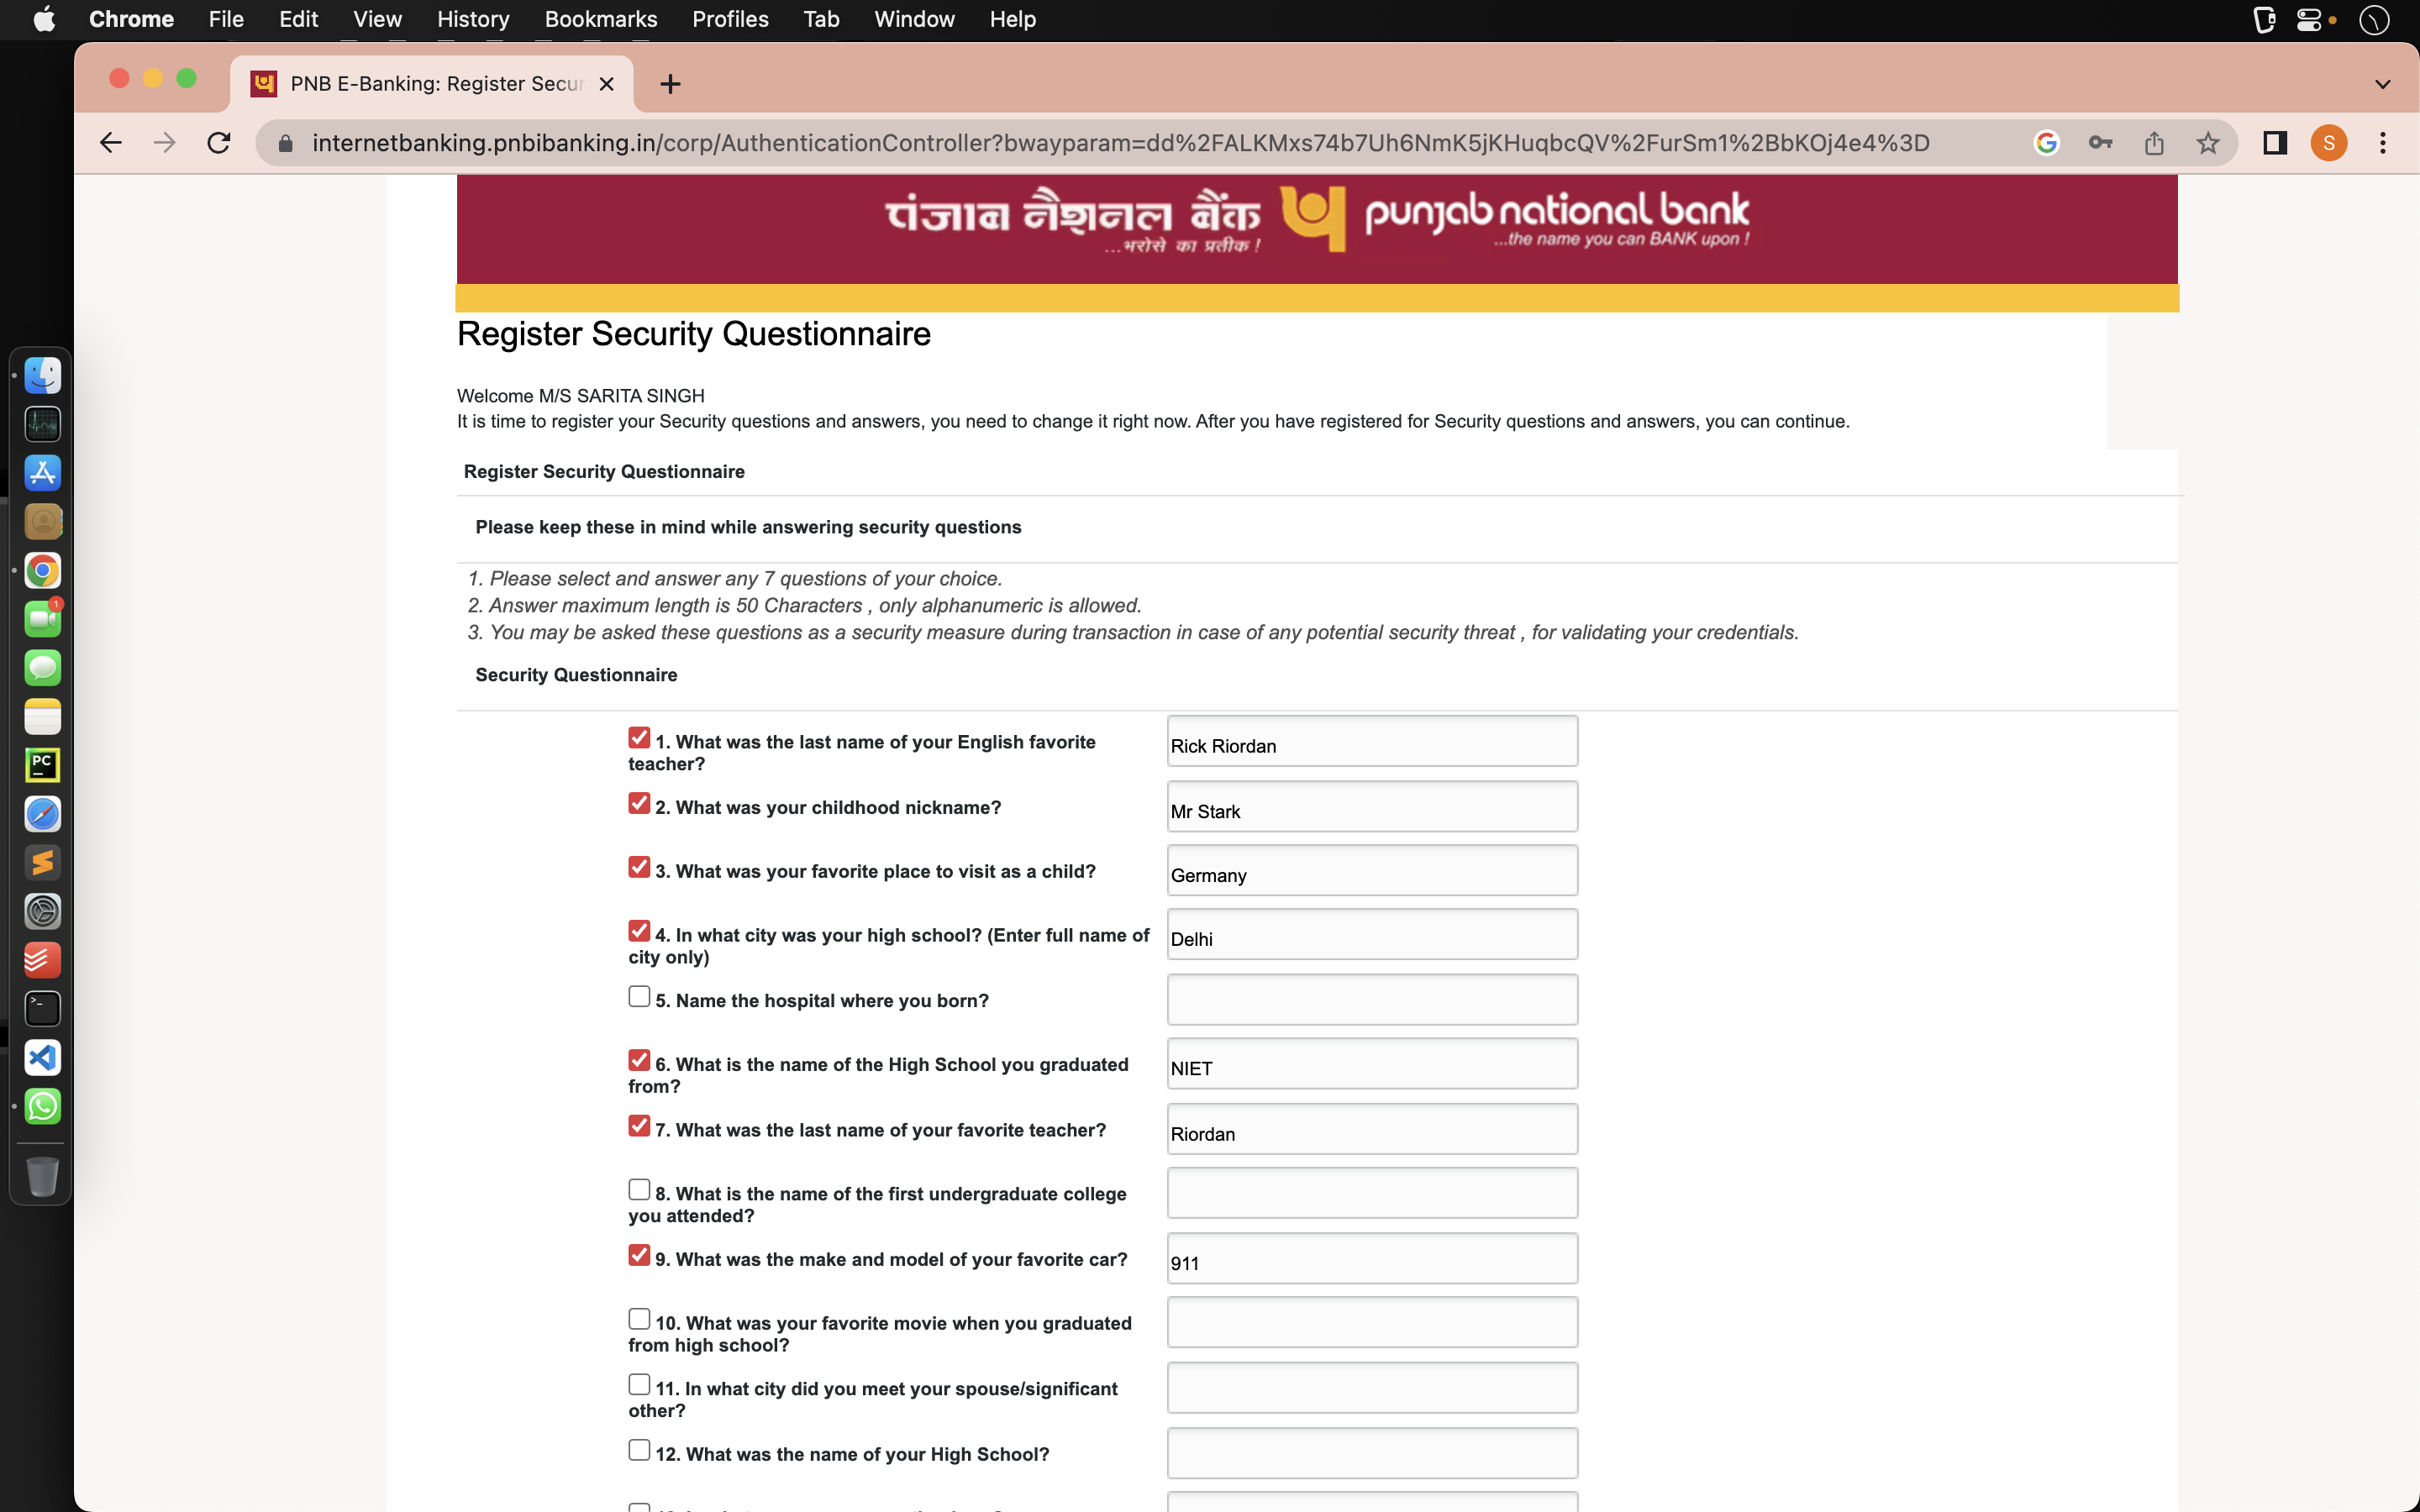 Chrome File Edit View History Bookmarks Profiles Tab Window Help
PNB E-Banking: Register Secur
internetbanking.pnbibanking.in/corp/AuthenticationController?bwayparam=dd%2FALKMxs74b7Uh6NmK5jKHuqbcQV%2FurSm1%2BbKOj4e4%3D
S
पंजाब नैशनल बैंक punjab national bank
...भरोसे का प्रतीक ! ...the name you can BANK upon !
Register Security Questionnaire
Welcome M/S SARITA SINGH
It is time to register your Security questions and answers, you need to change it right now. After you have registered for Security questions and answers, you can continue.
Register Security Questionnaire
Please keep these in mind while answering security questions
1. Please select and answer any 7 questions of your choice.
2. Answer maximum length is 50 Characters , only alphanumeric is allowed.
3. You may be asked these questions as a security measure during transaction in case of any potential security threat , for validating your credentials.
Security Questionnaire
1. What was the last name of your English favorite
teacher?
Rick Riordan
2. What was your childhood nickname?
Mr Stark
3. What was your favorite place to visit as a child?
Germany
4. In what city was your high school? (Enter full name of
city only)
Delhi
5. Name the hospital where you born?
6. What is the name of the High School you graduated
from?
NIET
7. What was the last name of your favorite teacher?
Riordan
8. What is the name of the first undergraduate college
you attended?
9. What was the make and model of your favorite car?
911
10. What was your favorite movie when you graduated
from high school?
11. In what city did you meet your spouse/significant
other?
12. What was the name of your High School?
1
PC